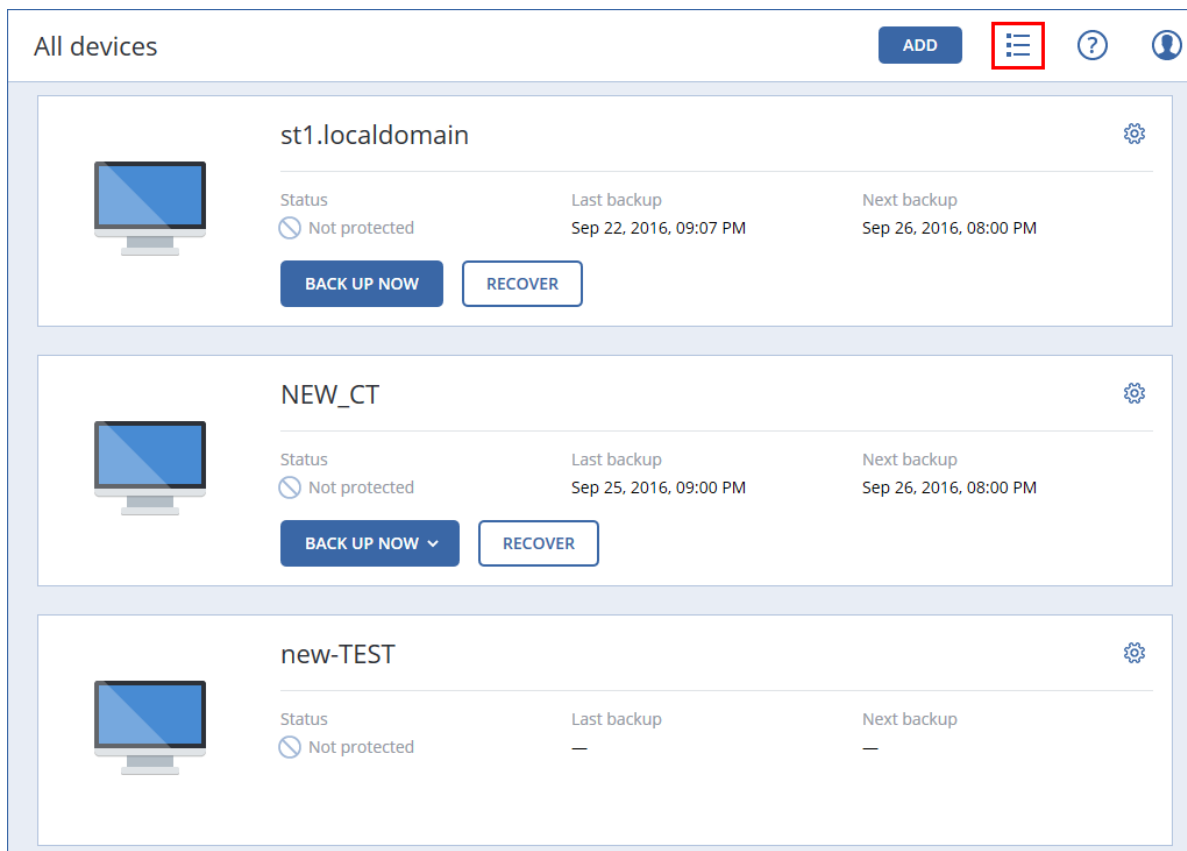 All devices ADD ?
st1.localdomain
Status Last backup Next backup
Not protected Sep 22, 2016, 09:07 PM Sep 26, 2016, 08:00 PM
BACK UP NOW RECOVER
NEW_CT
Status Last backup Next backup
Not protected Sep 25, 2016, 09:00 PM Sep 26, 2016, 08:00 PM
BACK UP NOW RECOVER
new-TEST
Status Last backup Next backup
Not protected — —